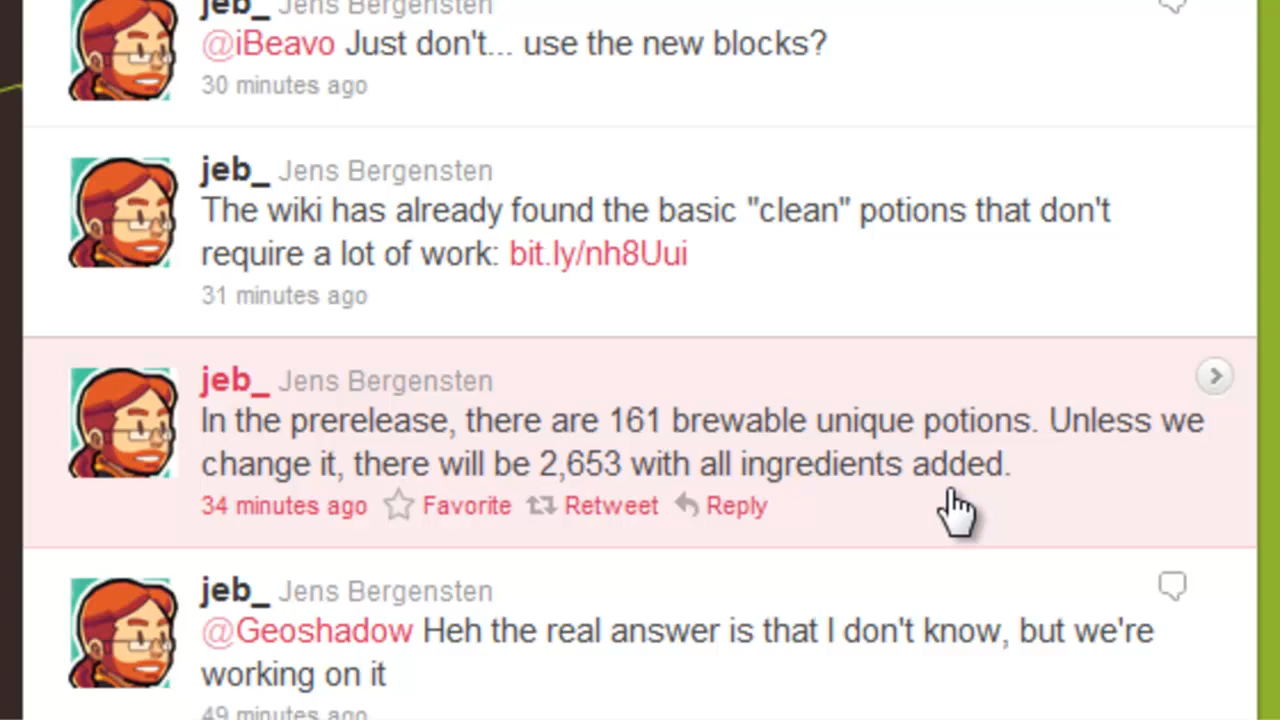 jeb_ Jens Bergensten
@iBeavo Just don't... use the new blocks?
30 minutes ago
jeb_ Jens Bergensten
The wiki has already found the basic "clean" potions that don't
require a lot of work: bit.ly/nh8Uui
31 minutes ago
jeb_ Jens Bergensten
In the prerelease, there are 161 brewable unique potions. Unless we
change it, there will be 2,653 with all ingredients added.
34 minutes ago Favorite Retweet Reply
jeb_ Jens Bergensten
@Geoshadow Heh the real answer is that I don't know, but we're
working on it
49 minutes ago